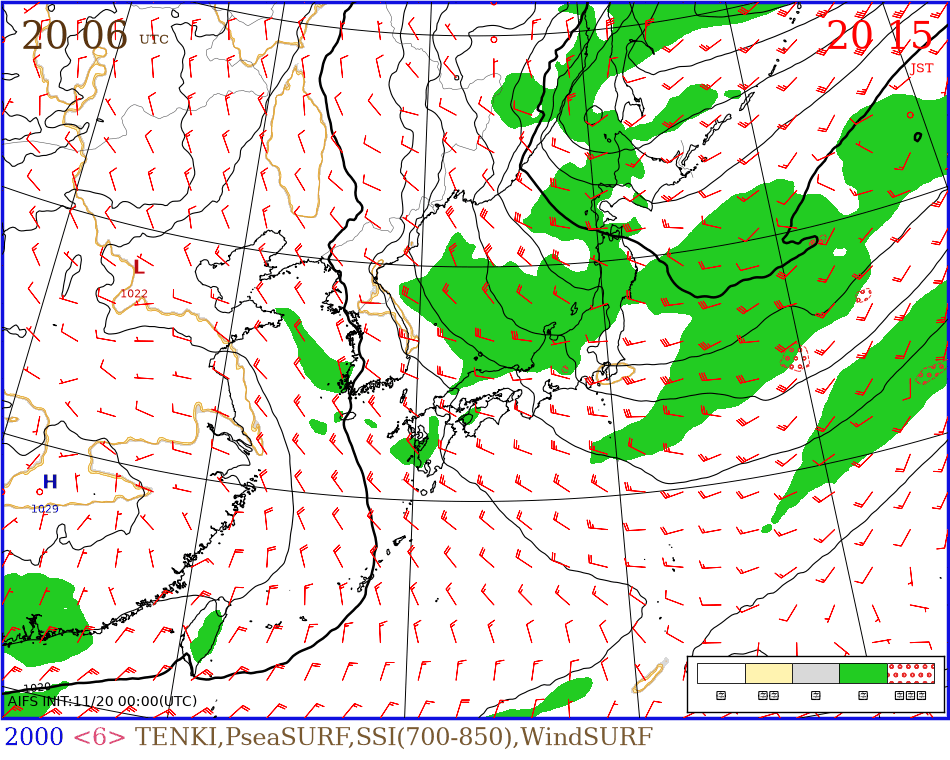 20 06 UTC
20 15
JST
L
1022
H
1029
1020
AIFS INIT:11/20 00:00(UTC)
2000 <6> TENKI,PseaSURF,SSI(700-850),WindSURF